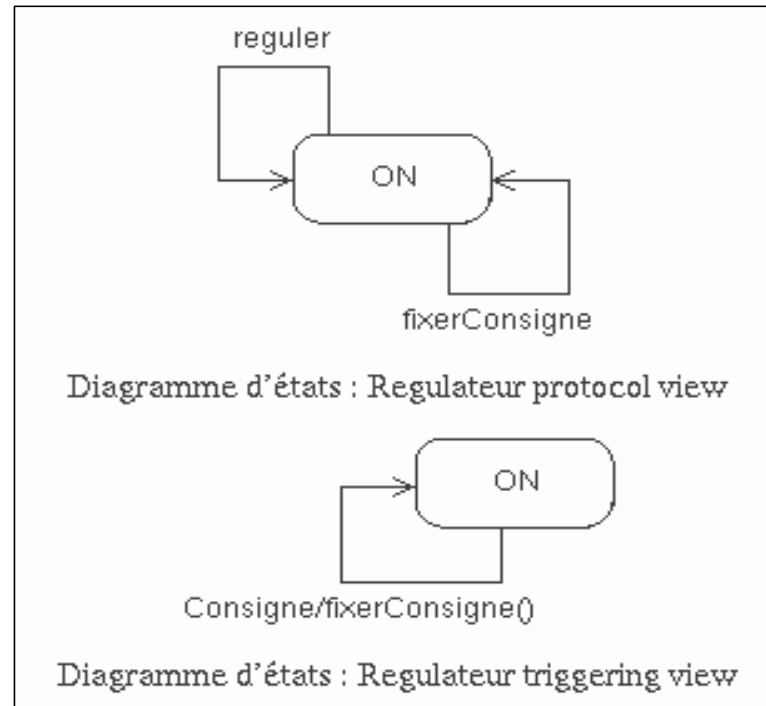 reguler
ON
fixerConsigne
Diagramme d'états : Regulateur protocol view
ON
Consigne/fixerConsigne()
Diagramme d'états : Regulateur triggering view